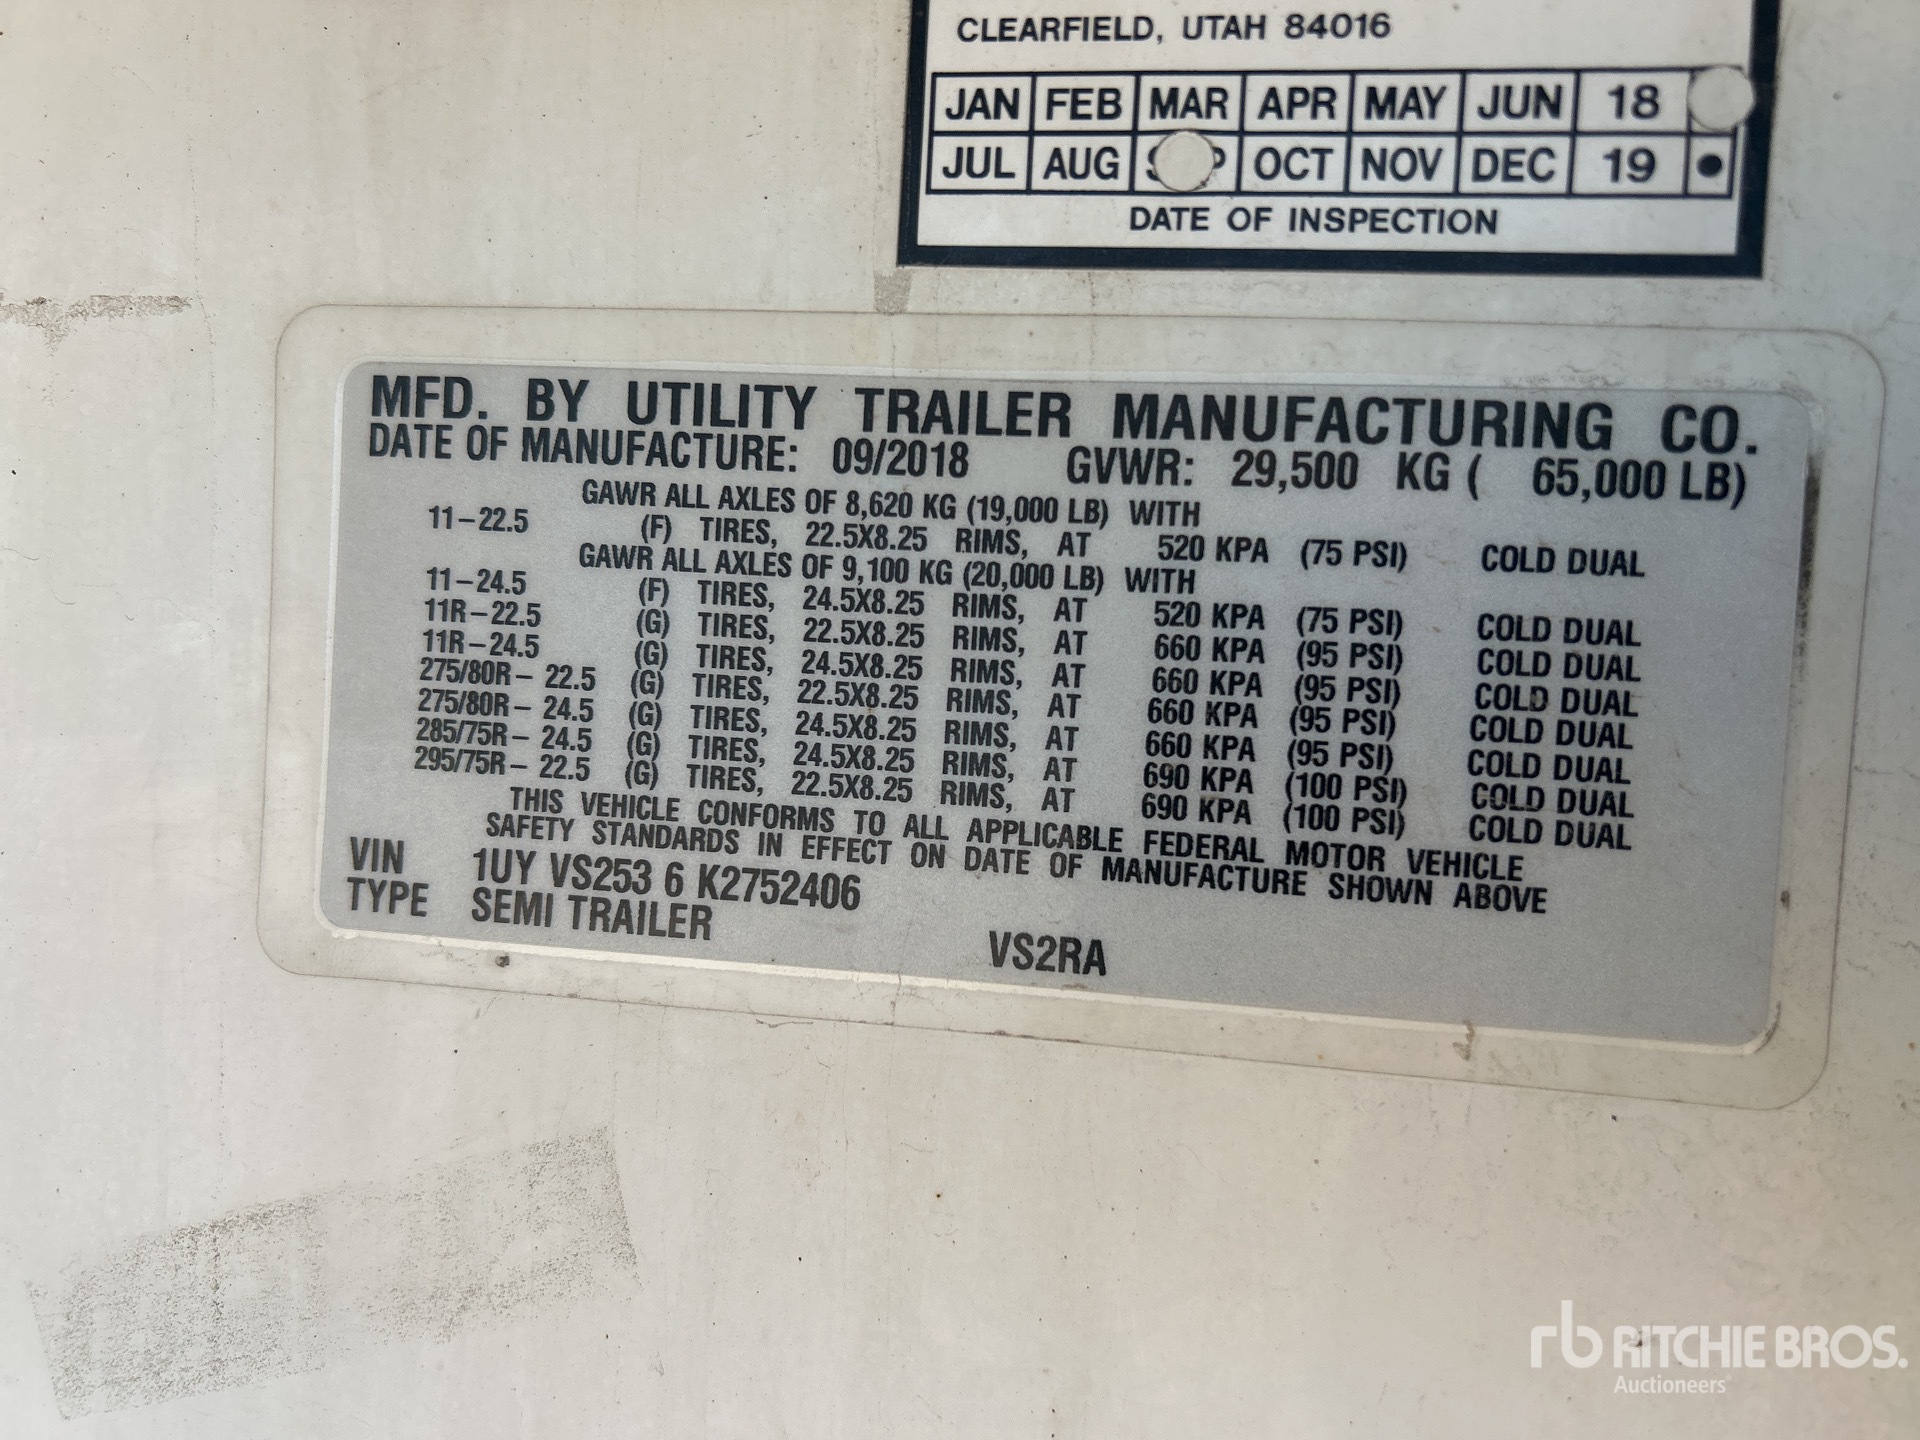 CLEARFIELD, UTAH 84016
JAN FEB MAR APR MAY JUN 18
JUL AUG OCT NOV DEC 19 •
DATE OF INSPECTION
MFD. BY UTILITY TRAILER MANUFACTURING CO.
DATE OF MANUFACTURE: 09/2018 GVWR: 29,500 KG ( 65,000 LB)
GAWR ALL AXLES OF 8,620 KG (19,000 LB) WITH
11-22.5 (F) TIRES, 22.5X8.25 RIMS, AT 520 KPA (75 PSI) COLD DUAL
GAWR ALL AXLES OF 9,100 KG (20,000 LB) WITH
11-24.5 (F) TIRES, 24.5X8.25 RIMS, AT 520 KPA (75 PSI) COLD DUAL
11R-22.5 (G) TIRES, 22.5X8.25 RIMS, AT 660 KPA (95 PSI) COLD DUAL
11R-24.5 (G) TIRES, 24.5X8.25 RIMS, AT 660 KPA (95 PSI) COLD DUAL
275/80R- 22.5 (G) TIRES, 22.5X8.25 RIMS, AT 660 KPA (95 PSI) COLD DUAL
275/80R- 24.5 (G) TIRES, 24.5X8.25 RIMS, AT 660 KPA (95 PSI) COLD DUAL
285/75R- 24.5 (G) TIRES, 24.5X8.25 RIMS, AT 690 KPA (100 PSI) COLD DUAL
295/75R- 22.5 (G) TIRES, 22.5X8.25 RIMS, AT 690 KPA (100 PSI) COLD DUAL
THIS VEHICLE CONFORMS TO ALL APPLICABLE FEDERAL MOTOR VEHICLE
SAFETY STANDARDS IN EFFECT ON DATE OF MANUFACTURE SHOWN ABOVE
VIN 1UY VS253 6 K2752406
TYPE SEMI TRAILER VS2RA
rb RITCHIE BROS.
Auctioneers